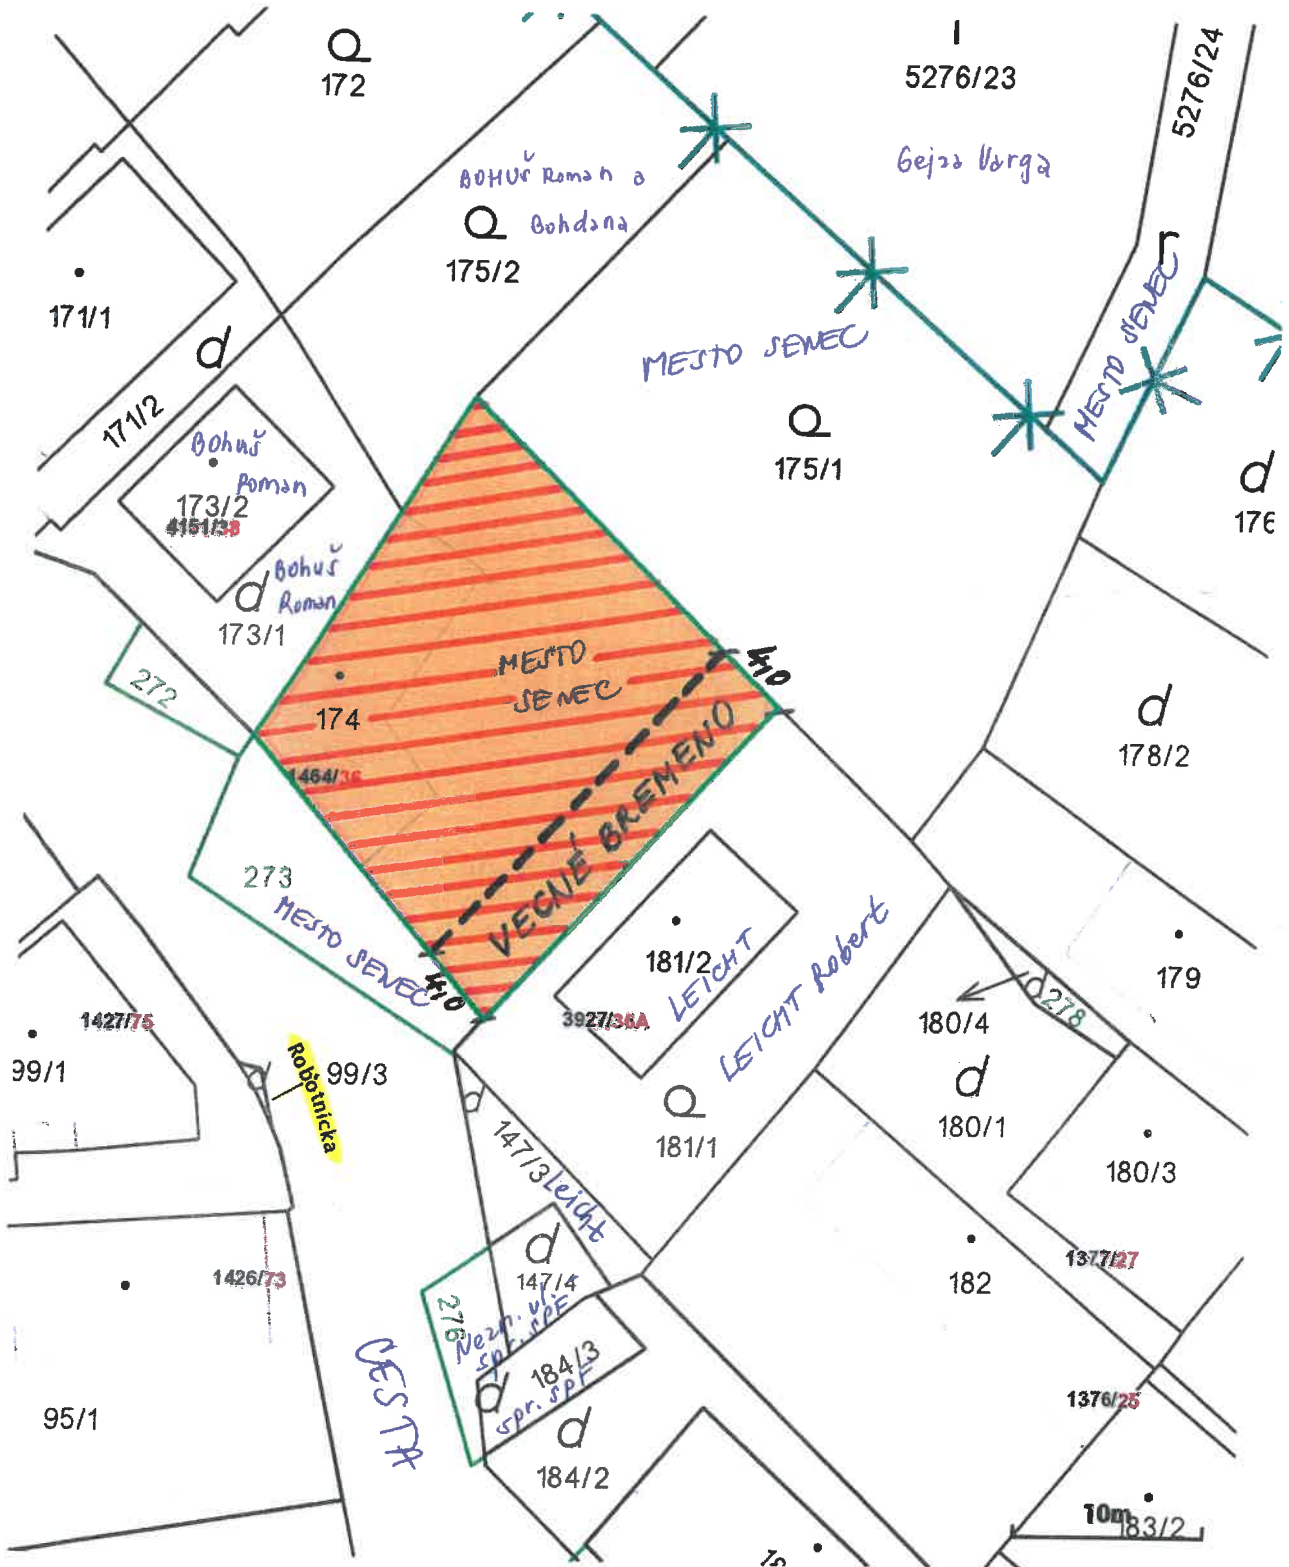 172
5276/23
5276/24
Gejza Varga
BOHUŠ Roman a
Bohdana
175/2
r
171/1
d
MESTO SENEC
MESTO SENEC
171/2
175/1
d
176
Bohuš
Roman
173/2
4151/38
Bohuš
d
Roman
173/1
272
MESTO
SENEC
4,0
174
1464/36
VECNÉ BREMENO
d
178/2
273
MESTO SENEC
4,0
181/2
LEICHT
3927/36A
LEICHT Robert
179
d
278
180/4
1427/75
99/1
Robotnícka
99/3
d
d
147/3
Leicht
181/1
d
180/1
180/3
d
147/4
276
Nezn. vl.
spr. SPF
184/3
d
spr. SPF
d
184/2
1426/73
182
1377/27
1376/25
95/1
CESTA
10m
183/2